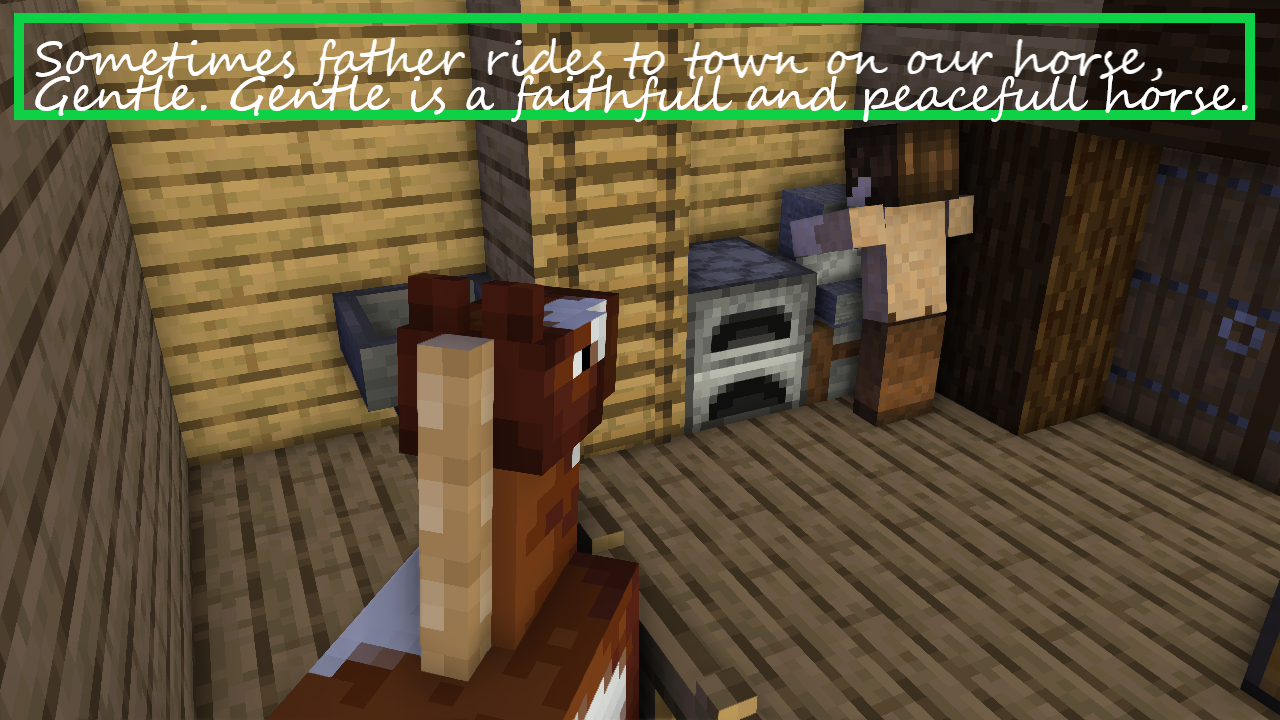 Sometimes father rides to town on our horse,
Gentle. Gentle is a faithfull and peacefull horse.